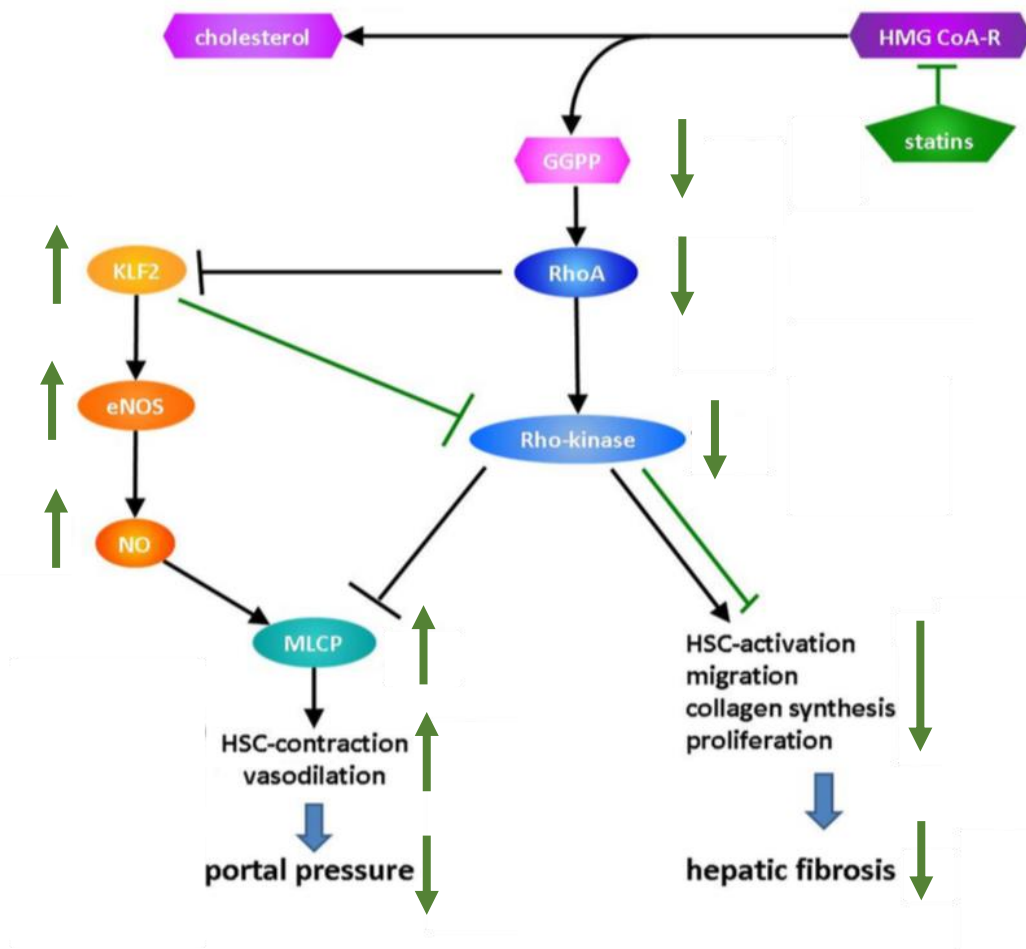 cholesterol
HMG CoA-R
statins
GGPP
KLF2
RhoA
eNOS
Rho-kinase
NO
MLCP
HSC-activation
migration
collagen synthesis
proliferation
HSC-contraction
vasodilation
portal pressure
hepatic fibrosis